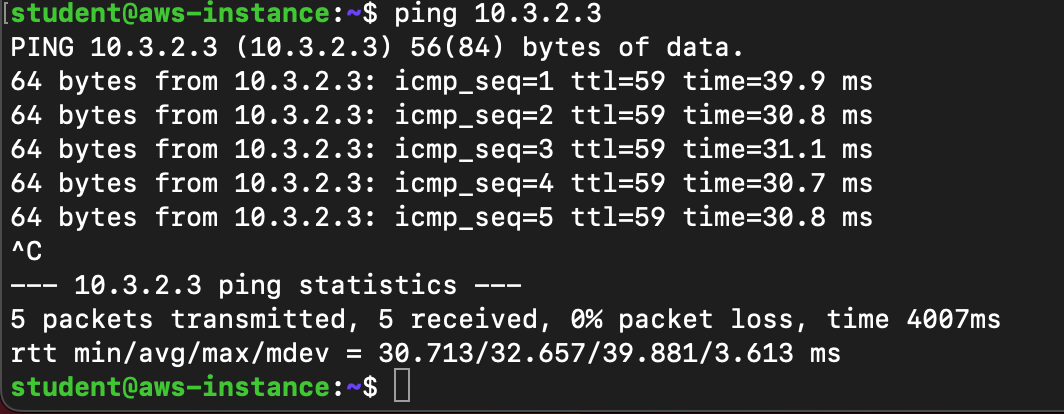 student@aws-instance:~$ ping 10.3.2.3
PING 10.3.2.3 (10.3.2.3) 56(84) bytes of data.
64 bytes from 10.3.2.3: icmp_seq=1 ttl=59 time=39.9 ms
64 bytes from 10.3.2.3: icmp_seq=2 ttl=59 time=30.8 ms
64 bytes from 10.3.2.3: icmp_seq=3 ttl=59 time=31.1 ms
64 bytes from 10.3.2.3: icmp_seq=4 ttl=59 time=30.7 ms
64 bytes from 10.3.2.3: icmp_seq=5 ttl=59 time=30.8 ms
^C
--- 10.3.2.3 ping statistics ---
5 packets transmitted, 5 received, 0% packet loss, time 4007ms
rtt min/avg/max/mdev = 30.713/32.657/39.881/3.613 ms
student@aws-instance:~$